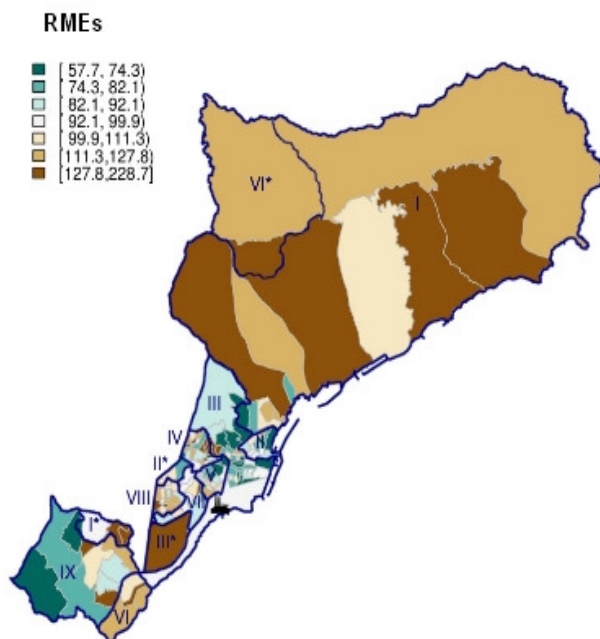 RMEs
[ 57.7, 74.3)
[ 74.3, 82.1)
[ 82.1, 92.1)
[ 92.1, 99.9)
[ 99.9,111.3)
[111.3,127.8)
[127.8,228.7]
VI*
I
III
IV
II*
V
VIII
VI
III*
I*
IX
VI